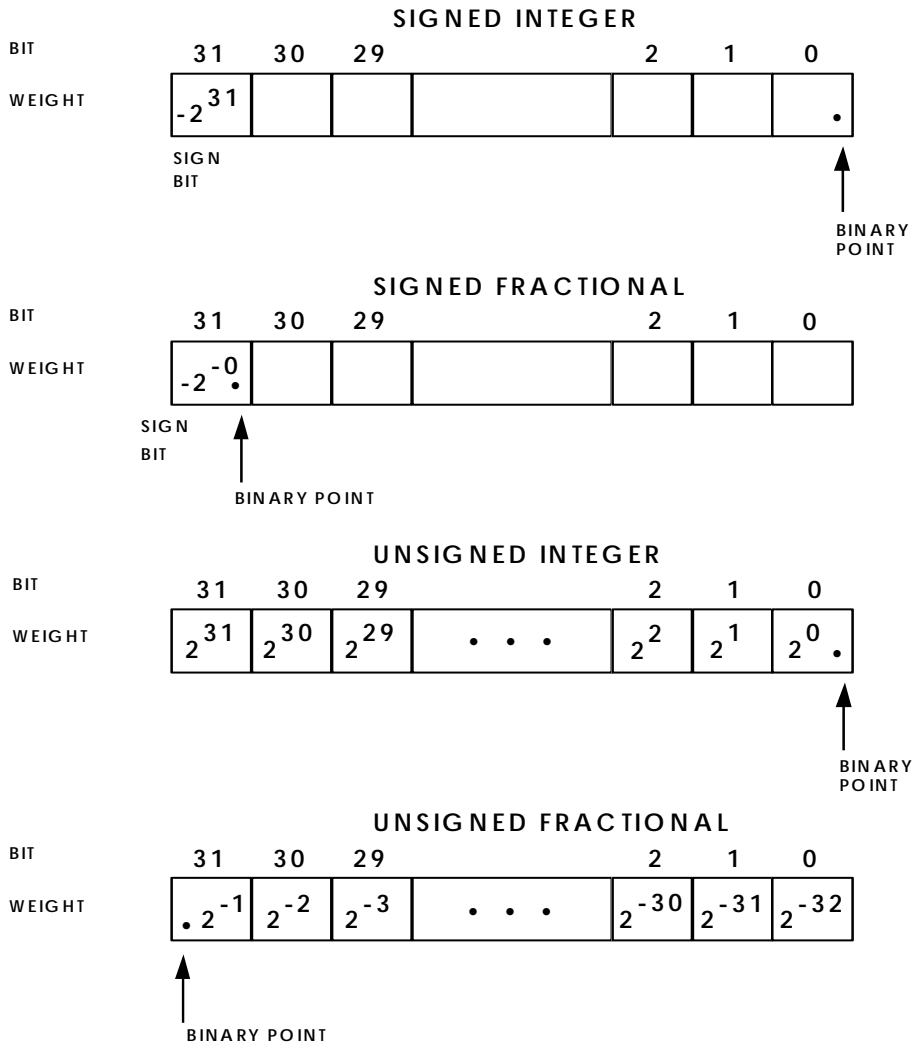 SIGNED INTEGER
BIT 31 30 29 2 1 0
WEIGHT -2^31 .
SIGN
BIT
BINARY
POINT
SIGNED FRACTIONAL
BIT 31 30 29 2 1 0
WEIGHT -2^-0 .
SIGN
BIT
BINARY POINT
UNSIGNED INTEGER
BIT 31 30 29 2 1 0
WEIGHT 2^31 2^30 2^29 • • • 2^2 2^1 2^0 .
BINARY
POINT
UNSIGNED FRACTIONAL
BIT 31 30 29 2 1 0
WEIGHT . 2^-1 2^-2 2^-3 • • • 2^-30 2^-31 2^-32
BINARY POINT